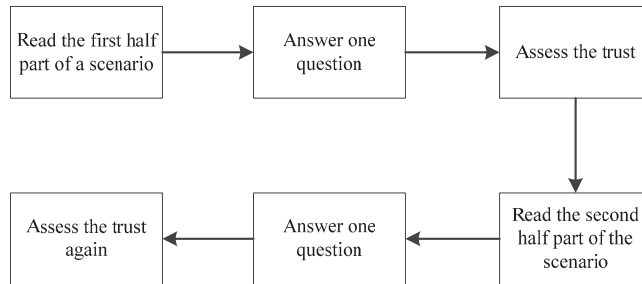 Read the first half
part of a scenario
Answer one
question
Assess the trust
Read the second
half part of the
scenario
Answer one
question
Assess the trust
again